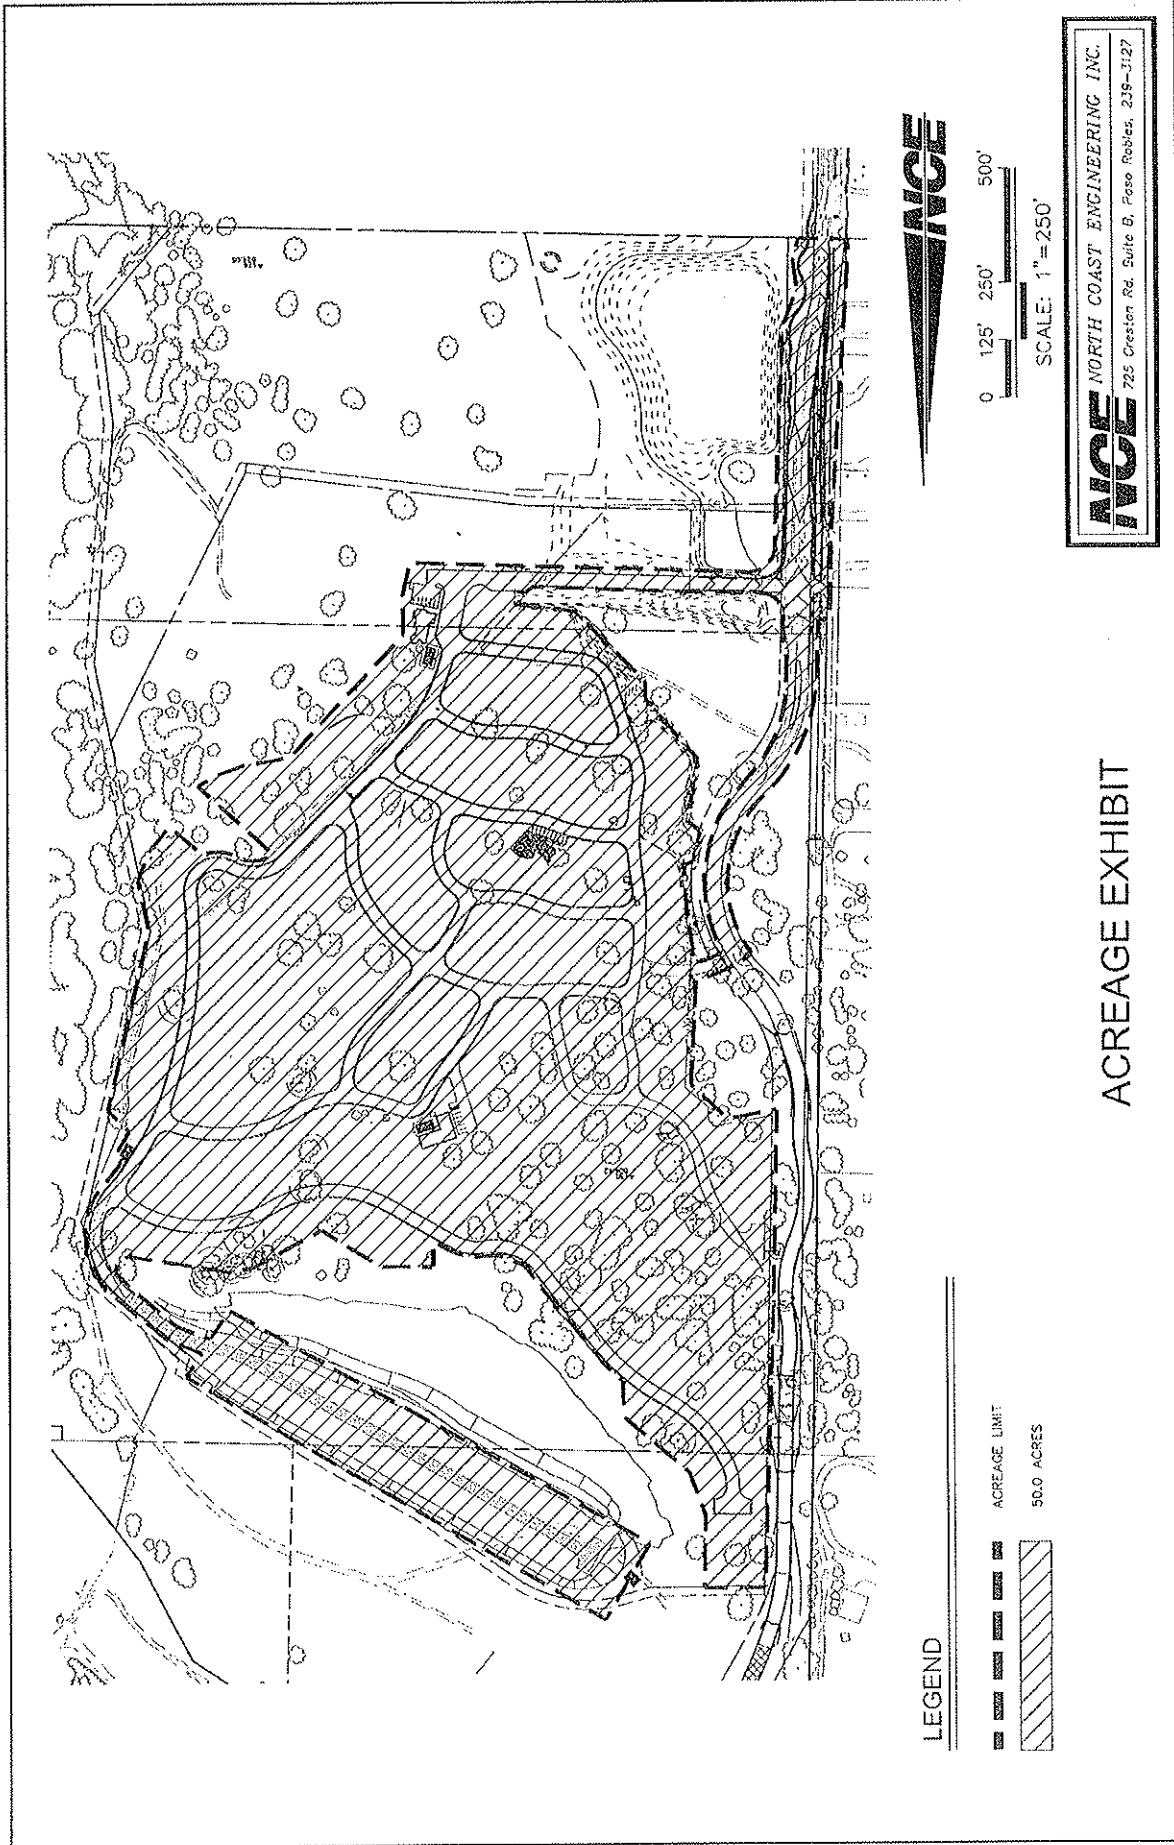 NCE
0 125' 250' 500'
SCALE: 1"=250'
NCE NORTH COAST ENGINEERING INC.
725 Creston Rd. Suite B, Paso Robles, 239-3127
ACREAGE EXHIBIT
LEGEND
ACREAGE LIMIT
50.0 ACRES